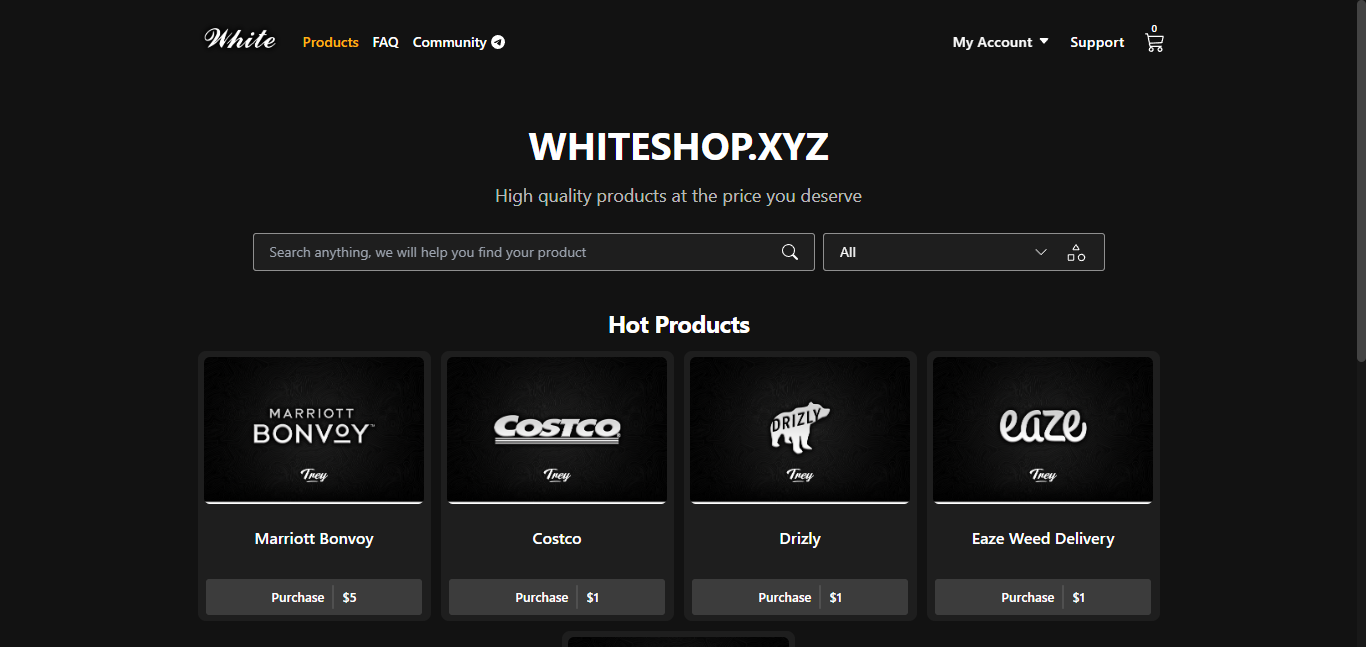 White Products FAQ Community My Account Support 0
WHITESHOP.XYZ
High quality products at the price you deserve
Search anything, we will help you find your product All
Hot Products
MARRIOTT BONVOY™ Trey
COSTCO Trey
DRIZLY Trey
eaze Trey
Marriott Bonvoy Costco Drizly Eaze Weed Delivery
Purchase $5 Purchase $1 Purchase $1 Purchase $1